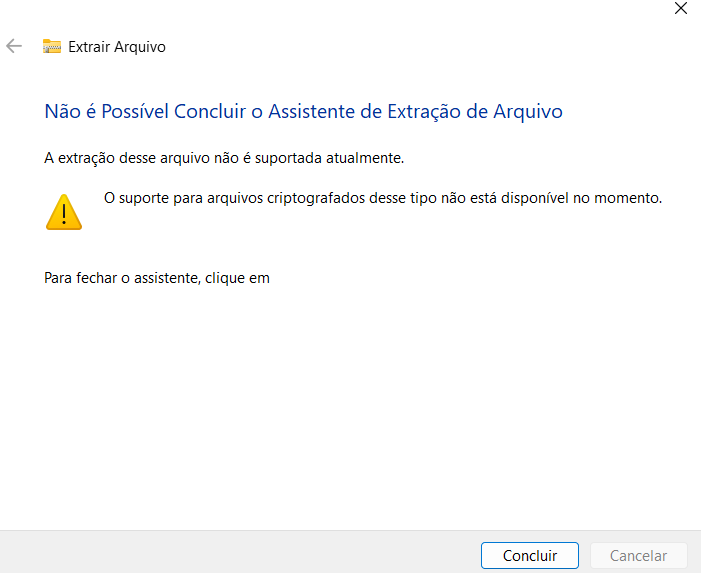 Extrair Arquivo
Não é Possível Concluir o Assistente de Extração de Arquivo
A extração desse arquivo não é suportada atualmente.
O suporte para arquivos criptografados desse tipo não está disponível no momento.
Para fechar o assistente, clique em
Concluir
Cancelar